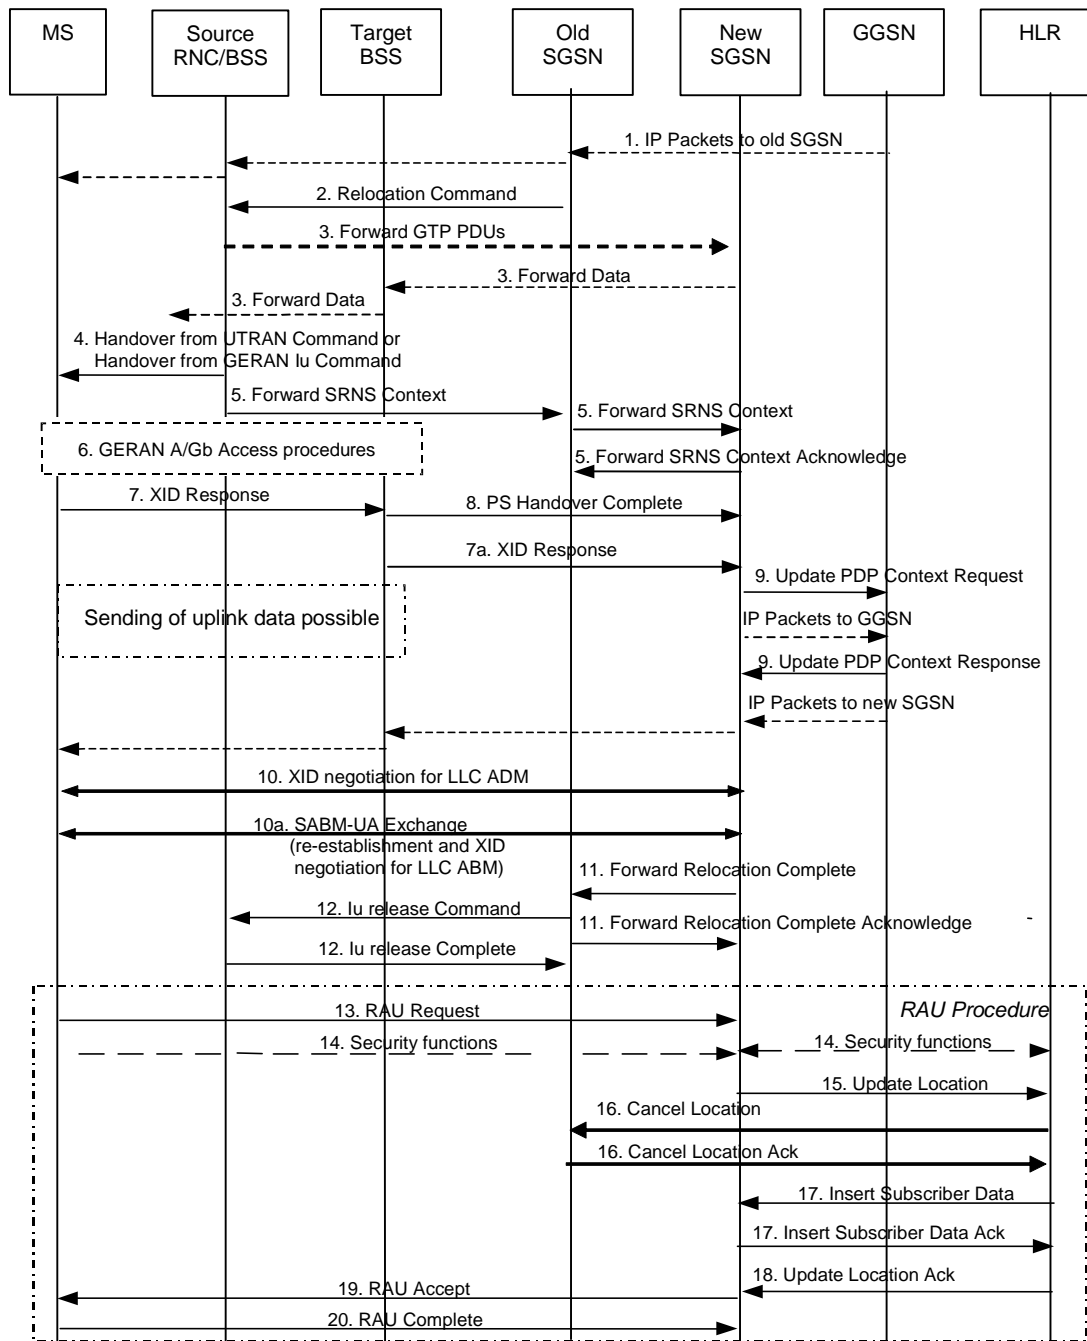 MS
Source
RNC/BSS
Target
BSS
Old
SGSN
New
SGSN
GGSN
HLR
1. IP Packets to old SGSN
2. Relocation Command
3. Forward GTP PDUs
3. Forward Data
3. Forward Data
4. Handover from UTRAN Command or
Handover from GERAN Iu Command
5. Forward SRNS Context
5. Forward SRNS Context
6. GERAN A/Gb Access procedures
5. Forward SRNS Context Acknowledge
7. XID Response
8. PS Handover Complete
7a. XID Response
9. Update PDP Context Request
Sending of uplink data possible
IP Packets to GGSN
9. Update PDP Context Response
IP Packets to new SGSN
10. XID negotiation for LLC ADM
10a. SABM-UA Exchange
(re-establishment and XID
negotiation for LLC ABM)
11. Forward Relocation Complete
12. Iu release Command
11. Forward Relocation Complete Acknowledge
12. Iu release Complete
RAU Procedure
13. RAU Request
14. Security functions
14. Security functions
15. Update Location
16. Cancel Location
16. Cancel Location Ack
17. Insert Subscriber Data
17. Insert Subscriber Data Ack
18. Update Location Ack
19. RAU Accept
20. RAU Complete